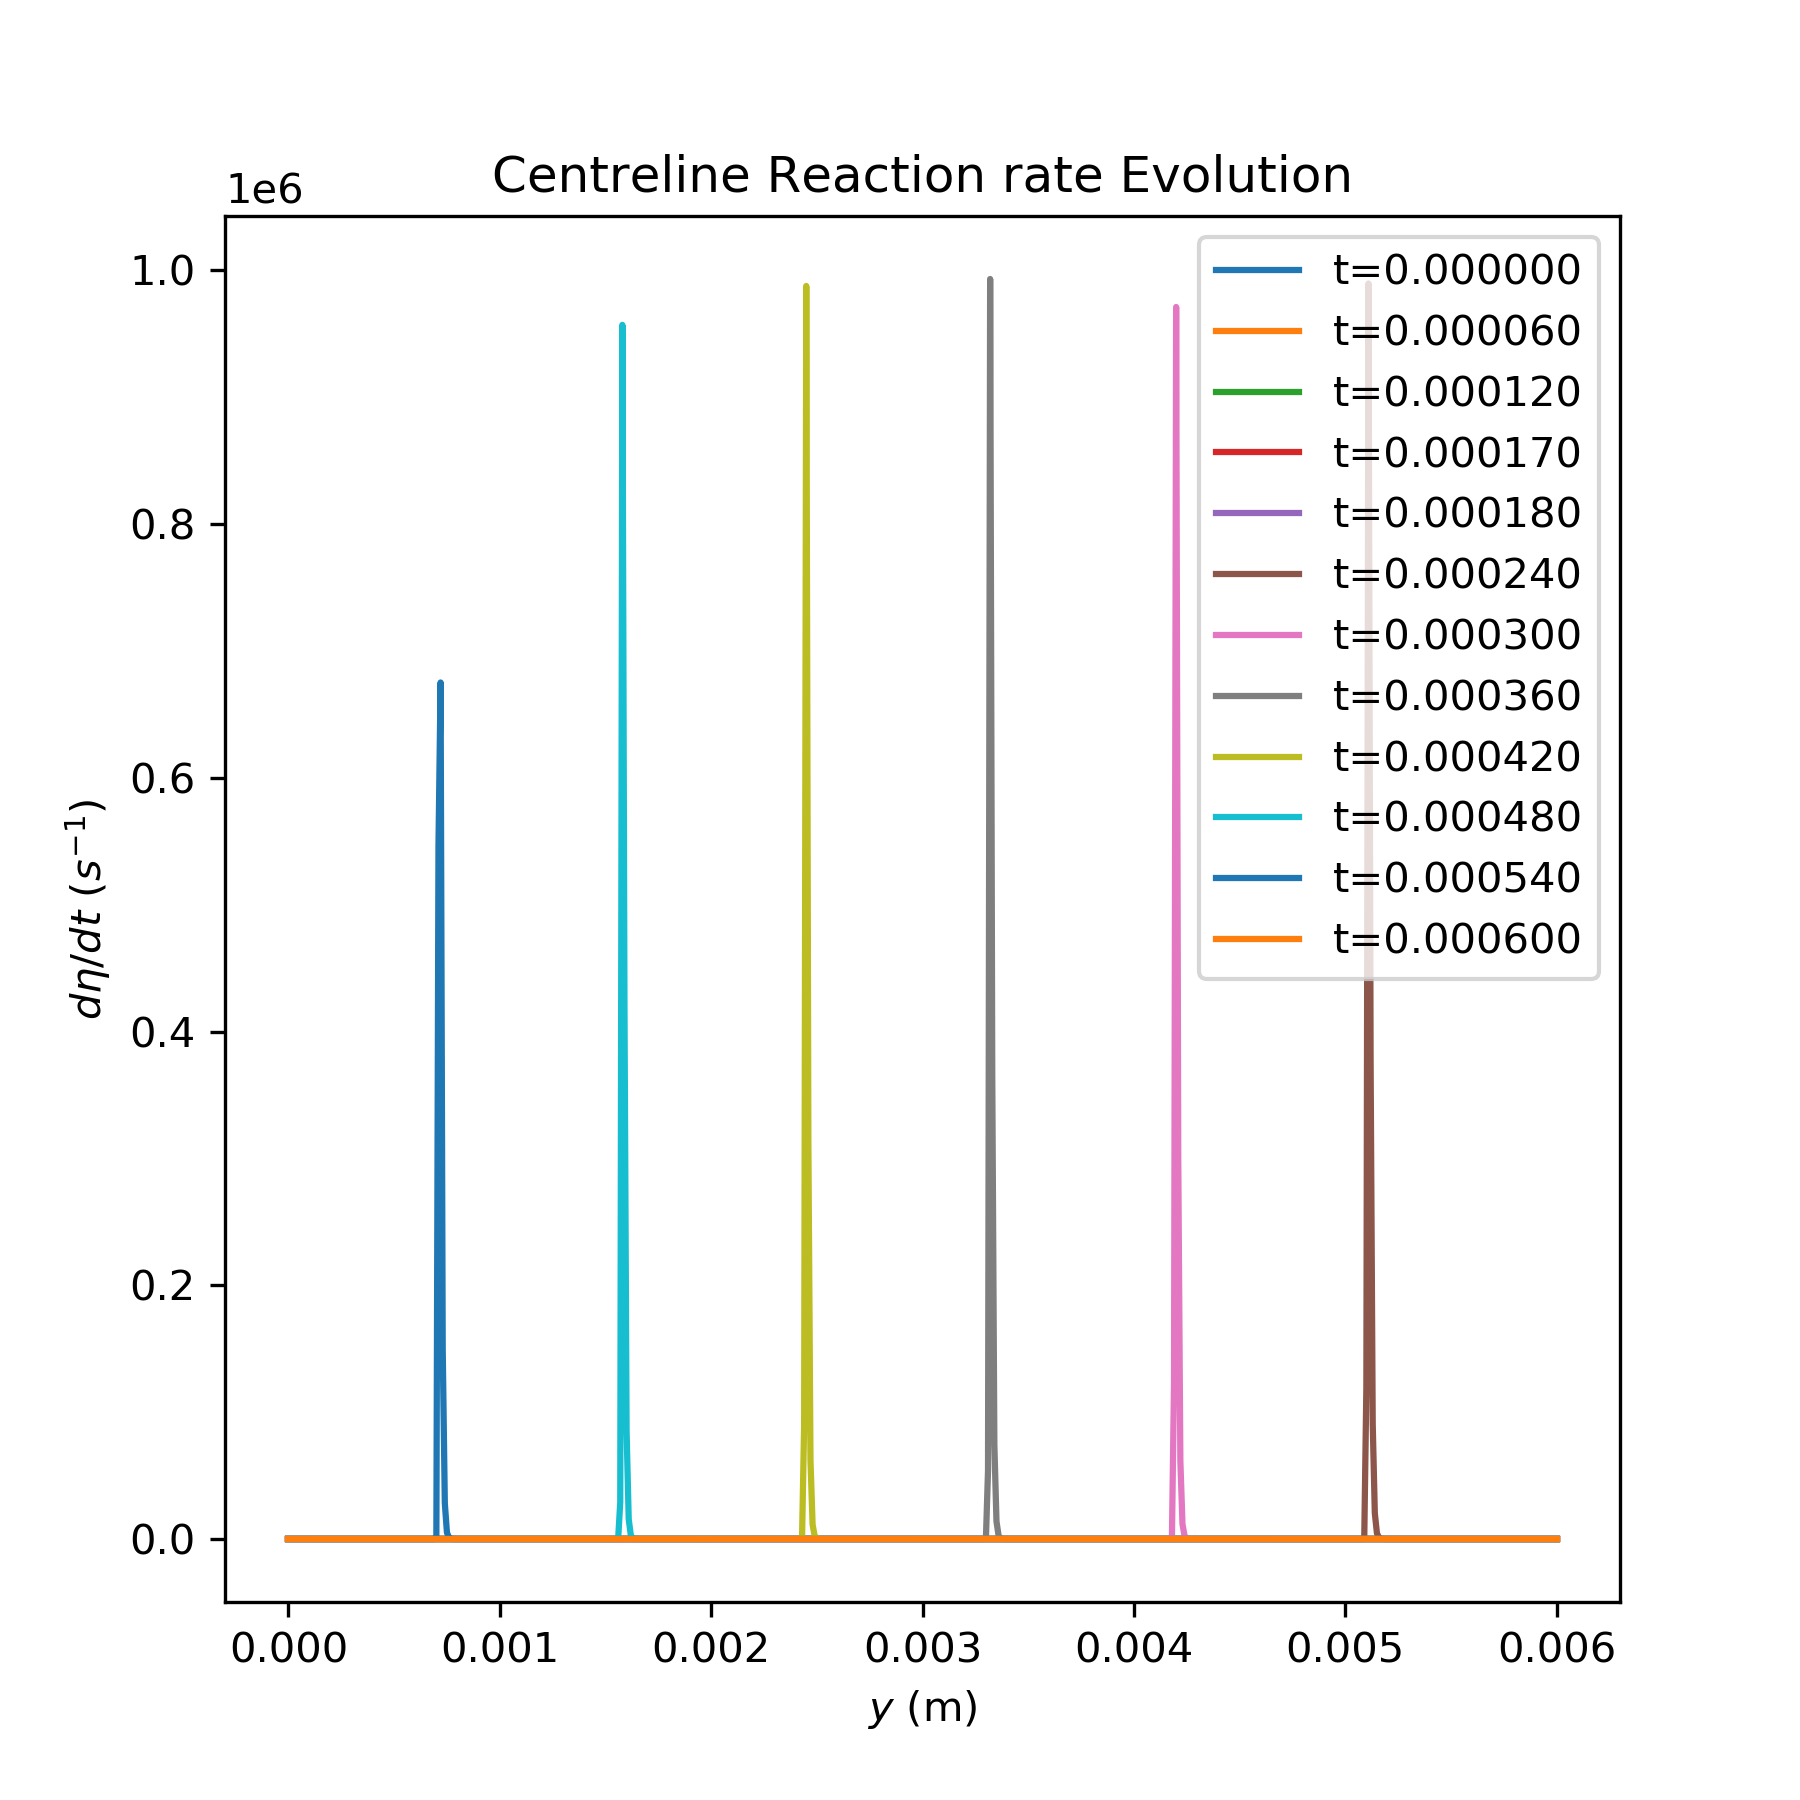 Centreline Reaction rate Evolution
1e6
1.0
0.8
0.6
0.4
0.2
0.0
dη/dt (s⁻¹)
t=0.000000
t=0.000060
t=0.000120
t=0.000170
t=0.000180
t=0.000240
t=0.000300
t=0.000360
t=0.000420
t=0.000480
t=0.000540
t=0.000600
0.000 0.001 0.002 0.003 0.004 0.005 0.006
y (m)